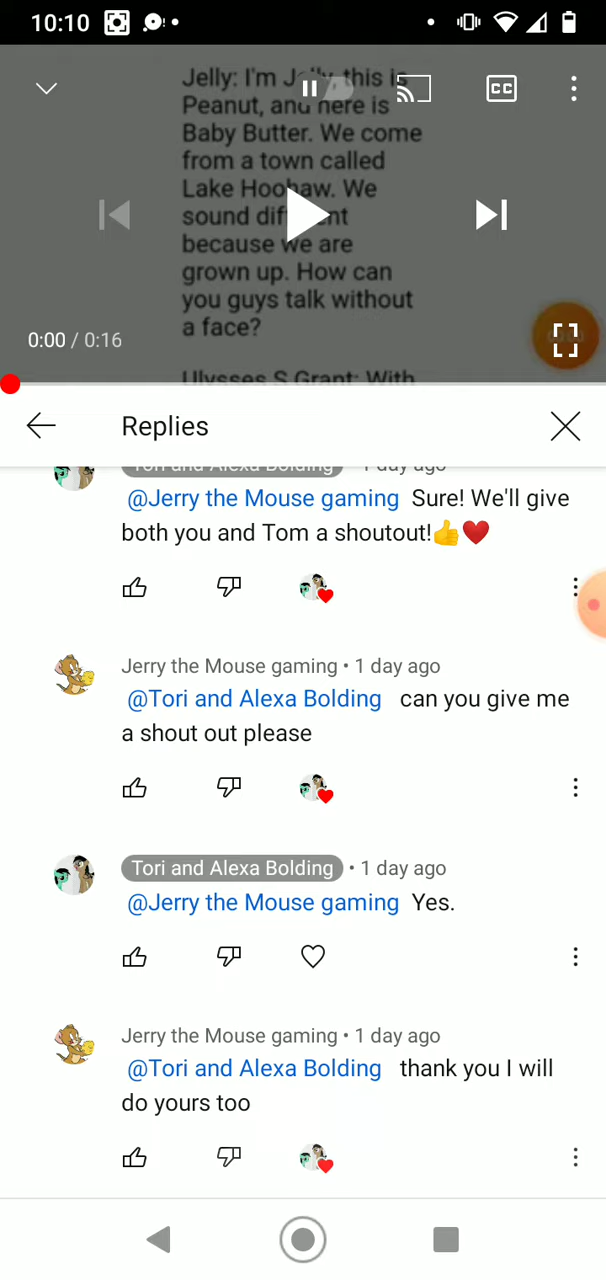 10:10
Jelly: I'm Jelly, this is
Peanut, and here is
Baby Butter. We come
from a town called
Lake Hoohaw. We
sound different
because we are
grown up. How can
you guys talk without
a face?
0:00 / 0:16
Ulysses S Grant: With
CC
Replies
Tori and Alexa Bolding 1 day ago
@Jerry the Mouse gaming Sure! We'll give
both you and Tom a shoutout!👍❤️
Jerry the Mouse gaming • 1 day ago
@Tori and Alexa Bolding can you give me
a shout out please
Tori and Alexa Bolding • 1 day ago
@Jerry the Mouse gaming Yes.
Jerry the Mouse gaming • 1 day ago
@Tori and Alexa Bolding thank you I will
do yours too